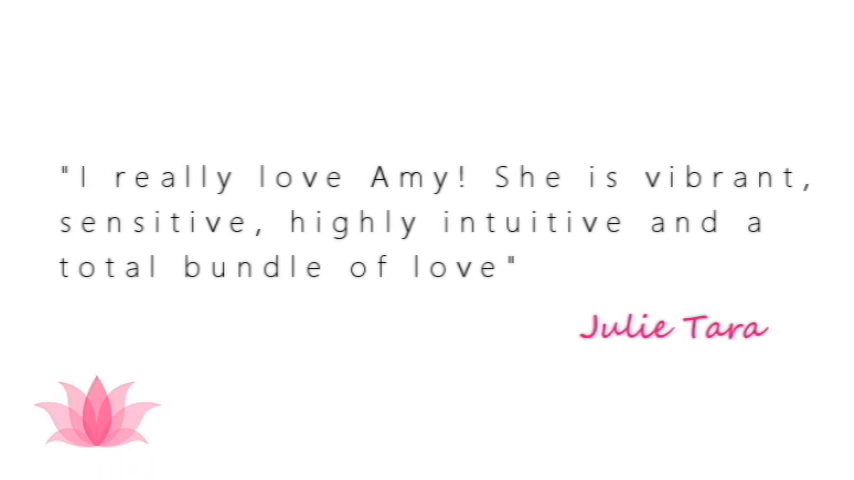 "I really love Amy! She is vibrant,
sensitive, highly intuitive and a
total bundle of love"
Julie Tara